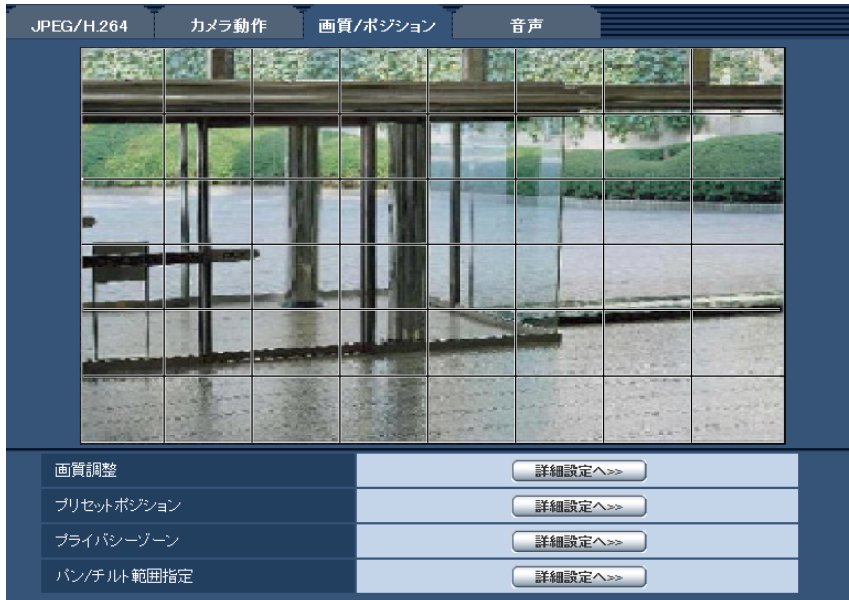 JPEG/H.264 カメラ動作 画質/ポジション 音声
画質調整 詳細設定へ>>
プリセットポジション 詳細設定へ>>
プライバシーゾーン 詳細設定へ>>
パン/チルト範囲指定 詳細設定へ>>